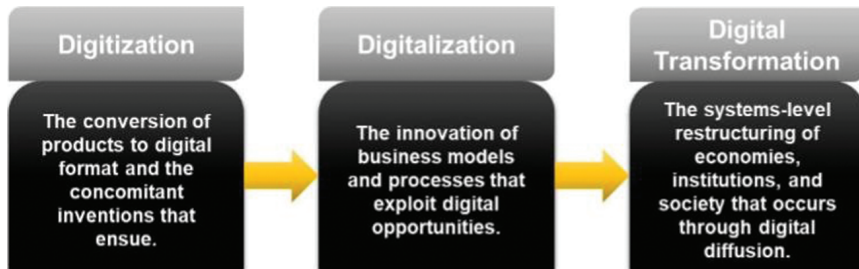 Digitization
The conversion of
products to digital
format and the
concomitant
inventions that
ensue.
Digitalization
The innovation of
business models
and processes that
exploit digital
opportunities.
Digital
Transformation
The systems-level
restructuring of
economies,
institutions, and
society that occurs
through digital
diffusion.